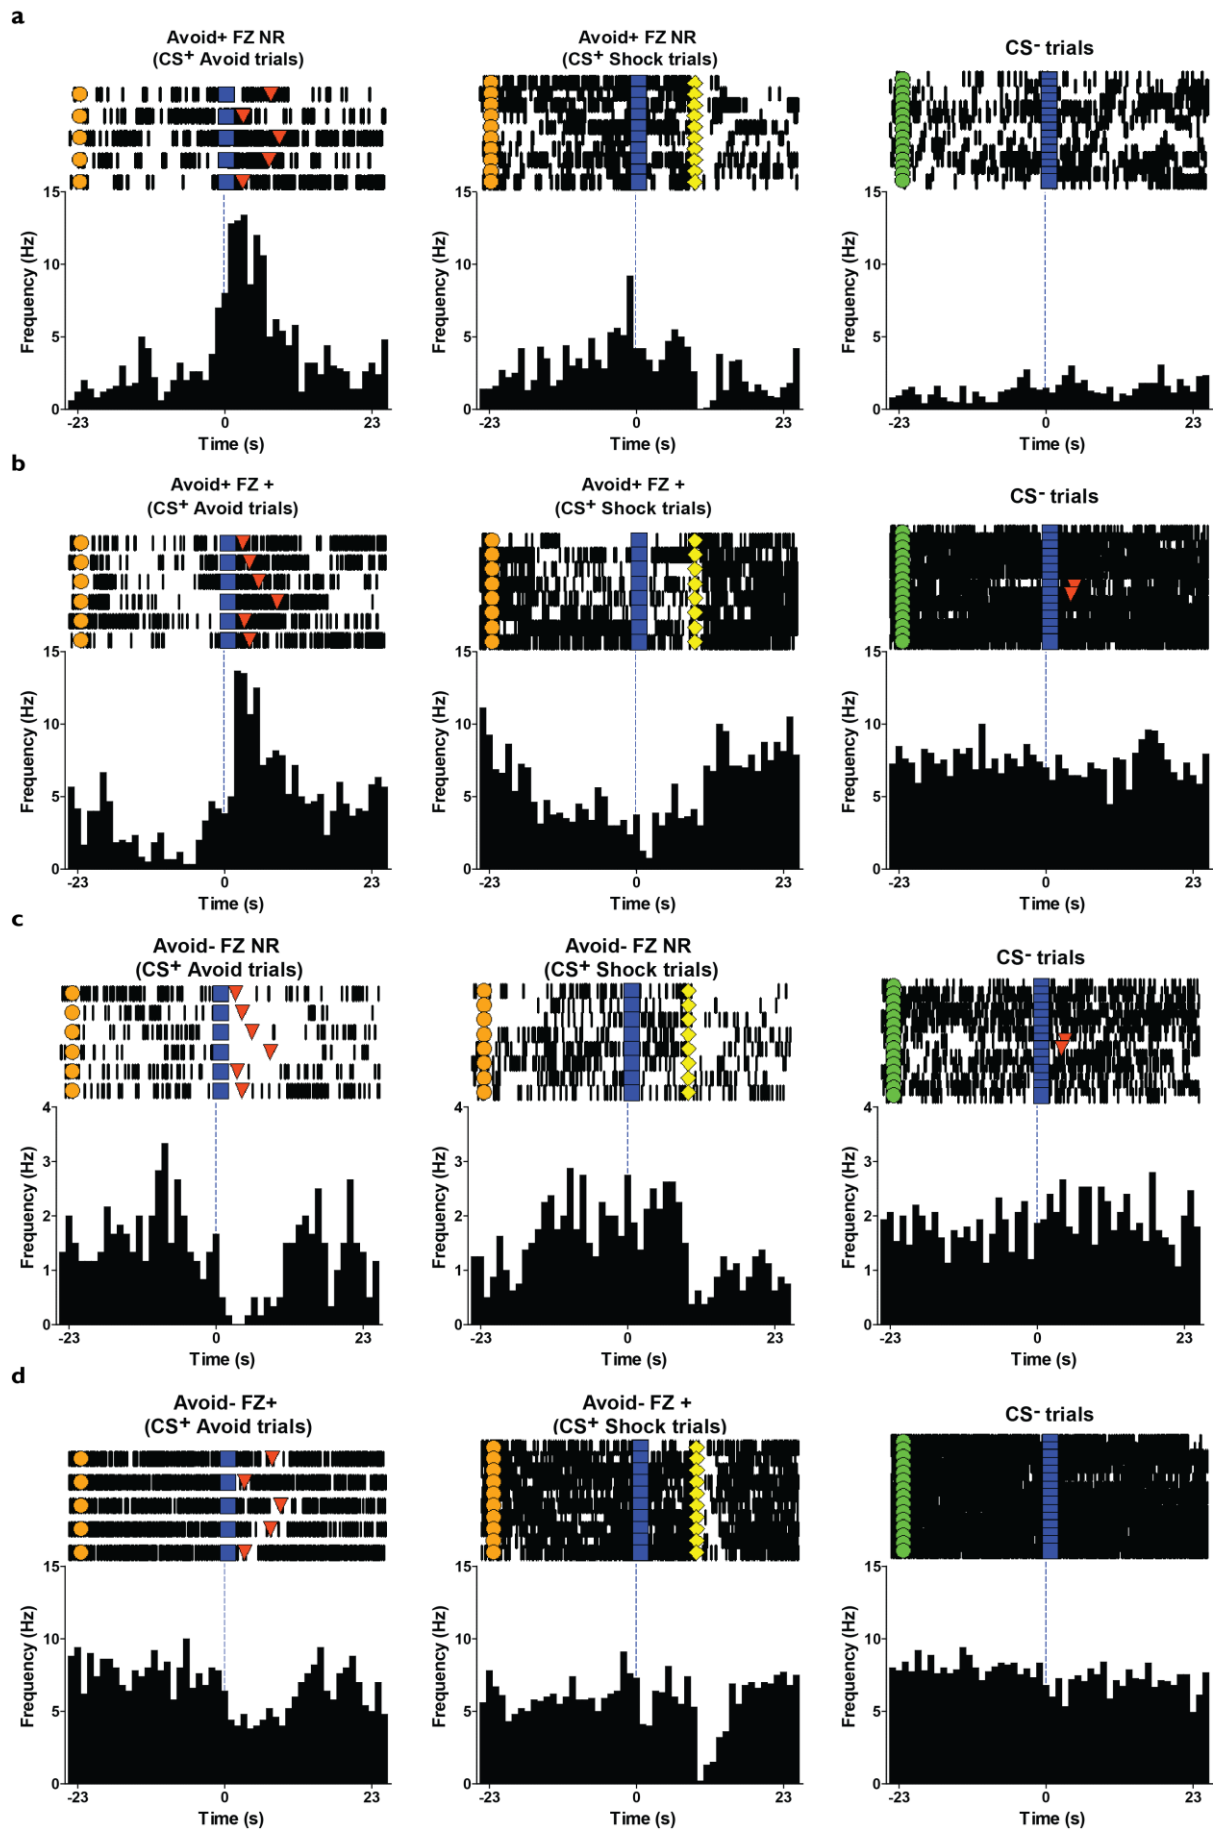 a
Avoid+ FZ NR
(CS+ Avoid trials)
Avoid+ FZ NR
(CS+ Shock trials)
CS- trials
15
10
5
0
Frequency (Hz)
-23 0 23
Time (s)
15
10
5
0
Frequency (Hz)
-23 0 23
Time (s)
15
10
5
0
Frequency (Hz)
-23 0 23
Time (s)
b
Avoid+ FZ +
(CS+ Avoid trials)
Avoid+ FZ +
(CS+ Shock trials)
CS- trials
15
10
5
0
Frequency (Hz)
-23 0 23
Time (s)
15
10
5
0
Frequency (Hz)
-23 0 23
Time (s)
15
10
5
0
Frequency (Hz)
-23 0 23
Time (s)
c
Avoid- FZ NR
(CS+ Avoid trials)
Avoid- FZ NR
(CS+ Shock trials)
CS- trials
4
3
2
1
0
Frequency (Hz)
-23 0 23
Time (s)
4
3
2
1
0
Frequency (Hz)
-23 0 23
Time (s)
4
3
2
1
0
Frequency (Hz)
-23 0 23
Time (s)
d
Avoid- FZ+
(CS+ Avoid trials)
Avoid- FZ +
(CS+ Shock trials)
CS- trials
15
10
5
0
Frequency (Hz)
-23 0 23
Time (s)
15
10
5
0
Frequency (Hz)
-23 0 23
Time (s)
15
10
5
0
Frequency (Hz)
-23 0 23
Time (s)